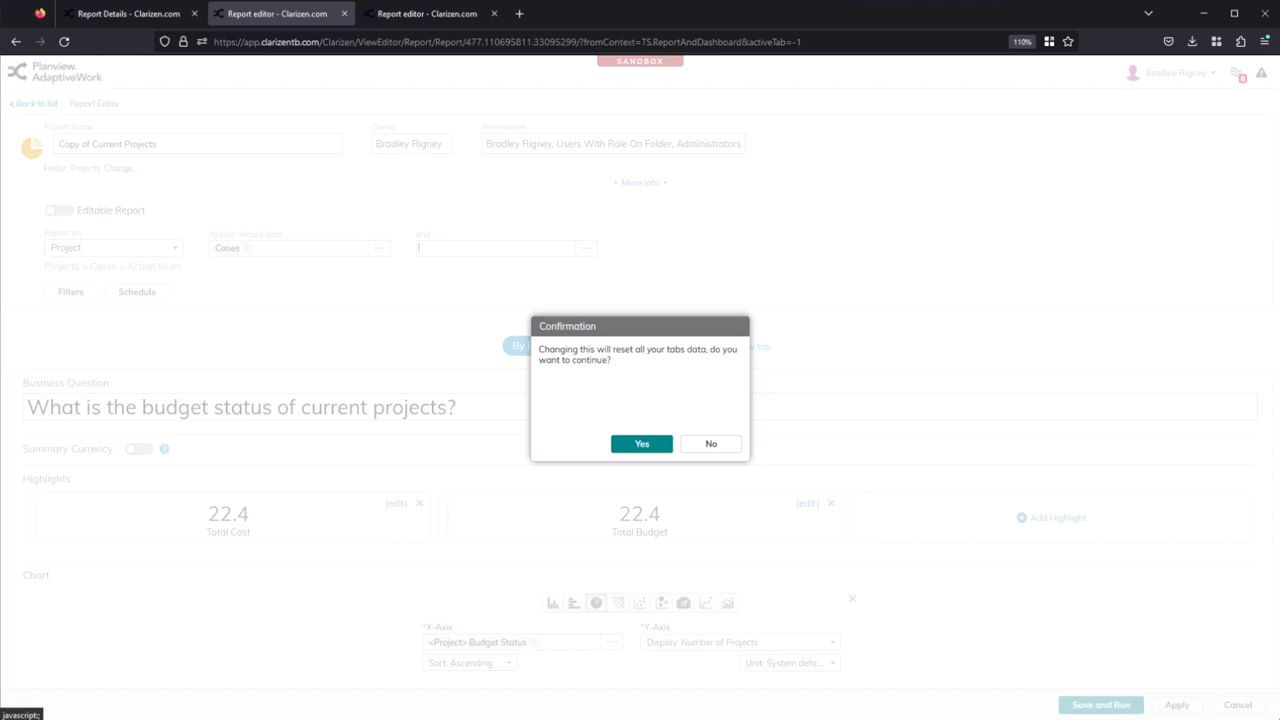 Report Details - Clarizen.com
Report editor - Clarizen.com
Report editor - Clarizen.com
https://app.clarizentb.com/Clarizen/ViewEditor/Report/Report/477.110695811.33095299/?fromContext=TS.ReportAndDashboard&activeTab=-1
110%
SANDBOX
Planview.
AdaptiveWork
Bradley Rigney
Back to list
Report Editor
Report Name
Owner
Permissions
Copy of Current Projects
Bradley Rigney
Bradley Rigney, Users With Role On Folder, Administrators
Folder: Projects Change...
• More info •
Editable Report
Report on
Include related data
and
Project
Cases
Projects > Cases > Action Items
Filters
Schedule
Confirmation
Changing this will reset all your tabs data, do you
want to continue?
Yes
No
Business Question
What is the budget status of current projects?
Summary Currency
?
Highlights
22.4
(edit)
Total Cost
22.4
(edit)
Total Budget
Add Highlight
Chart
*X-Axis
*Y-Axis
<Project>.Budget Status
Display: Number of Projects
Sort: Ascending
Unit: System defa...
Save and Run
Apply
Cancel
javascript:;